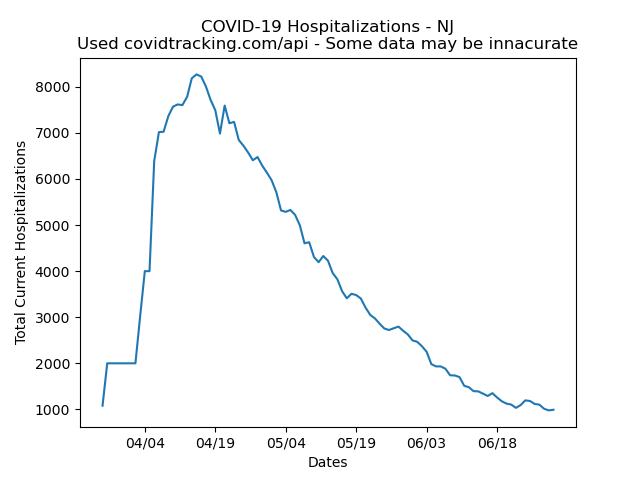 COVID-19 Hospitalizations - NJ
Used covidtracking.com/api - Some data may be innacurate
8000
7000
6000
5000
4000
3000
2000
1000
Total Current Hospitalizations
04/04 04/19 05/04 05/19 06/03 06/18
Dates